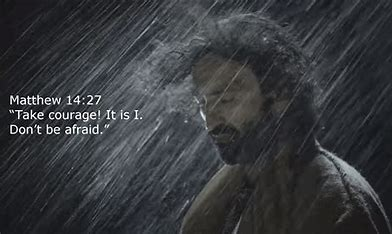 Matthew 14:27
“Take courage! It is I.
Don’t be afraid.”